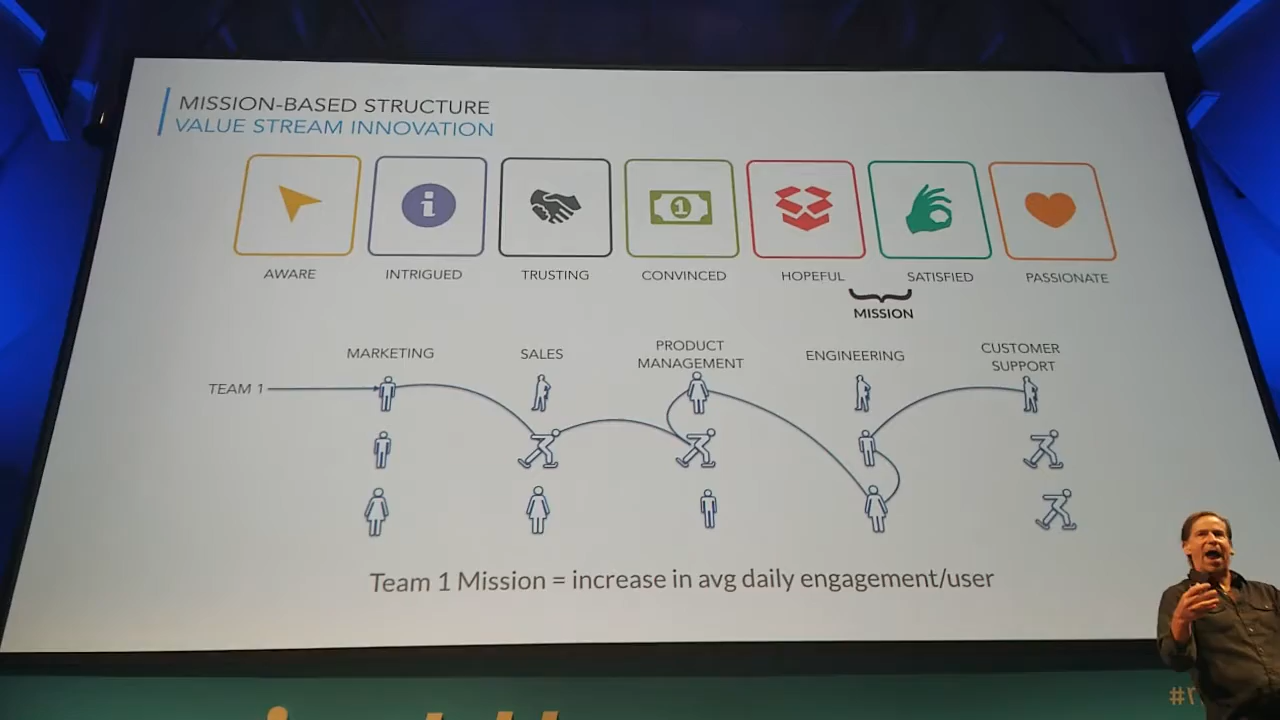 MISSION-BASED STRUCTURE
VALUE STREAM INNOVATION
1
AWARE INTRIGUED TRUSTING CONVINCED HOPEFUL SATISFIED PASSIONATE
MISSION
MARKETING SALES PRODUCT MANAGEMENT ENGINEERING CUSTOMER SUPPORT
TEAM 1
Team 1 Mission = increase in avg daily engagement/user